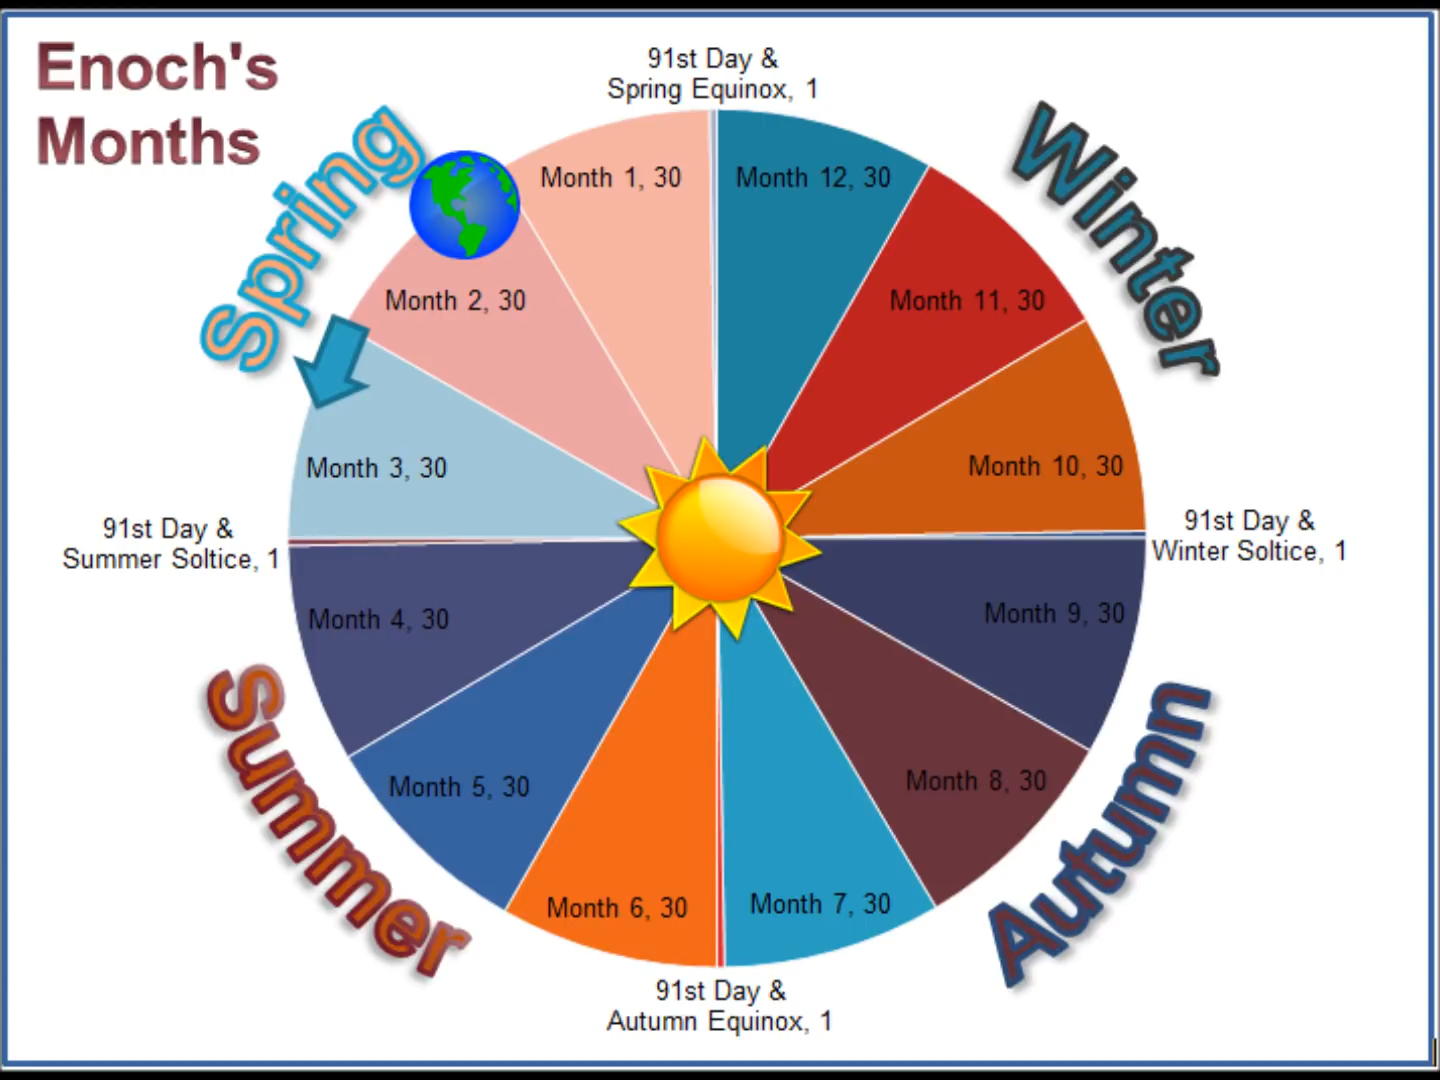 Enoch's
Months
91st Day &
Spring Equinox, 1
Spring
Winter
Month 1, 30
Month 12, 30
Month 2, 30
Month 11, 30
Month 3, 30
Month 10, 30
91st Day &
Summer Soltice, 1
91st Day &
Winter Soltice, 1
Month 4, 30
Month 9, 30
Month 5, 30
Month 8, 30
Month 6, 30
Month 7, 30
Summer
Autumn
91st Day &
Autumn Equinox, 1